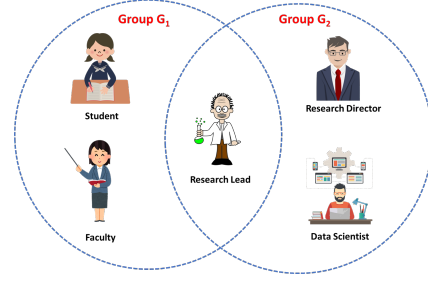 Group G₁
Group G₂
Student
Research Director
Research Lead
Faculty
Data Scientist